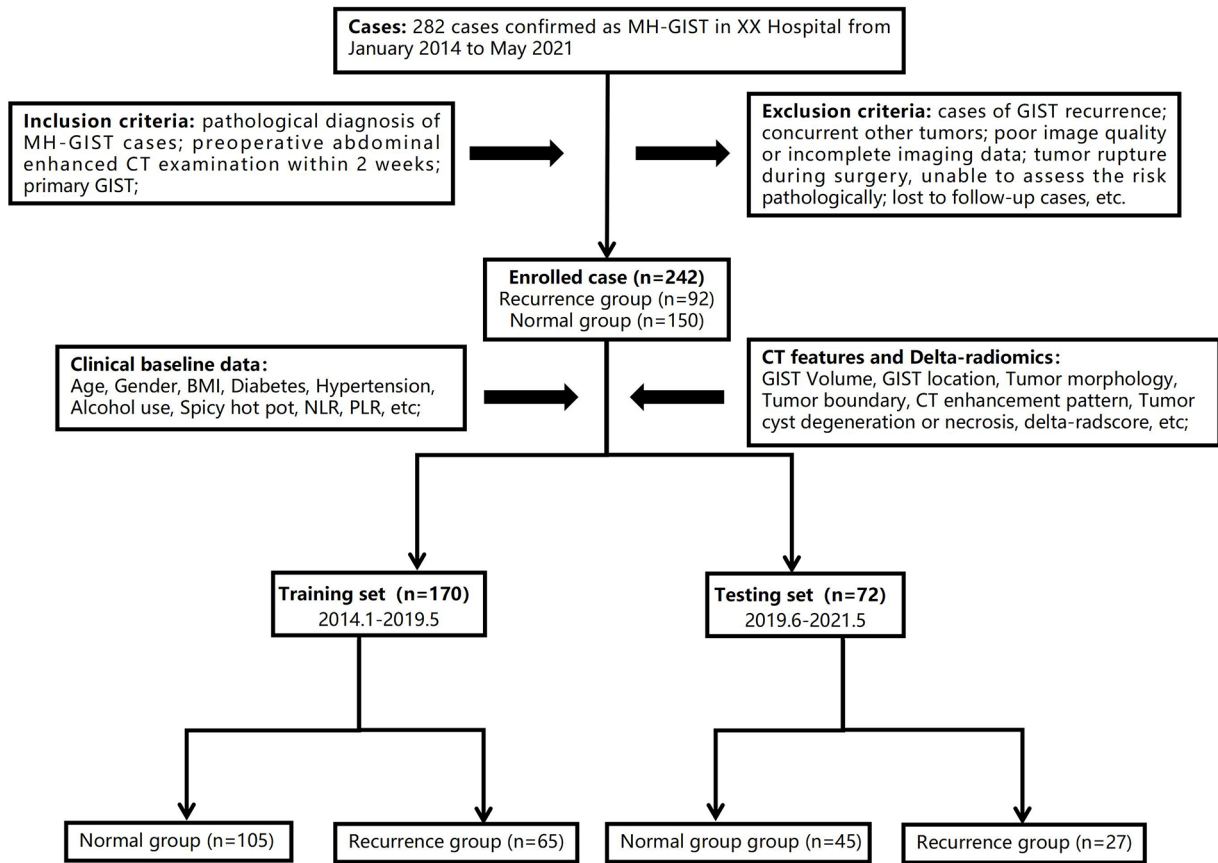 Cases: 282 cases confirmed as MH-GIST in XX Hospital from
January 2014 to May 2021
Inclusion criteria: pathological diagnosis of
MH-GIST cases; preoperative abdominal
enhanced CT examination within 2 weeks;
primary GIST;
Exclusion criteria: cases of GIST recurrence;
concurrent other tumors; poor image quality
or incomplete imaging data; tumor rupture
during surgery, unable to assess the risk
pathologically; lost to follow-up cases, etc.
Enrolled case (n=242)
Recurrence group (n=92)
Normal group (n=150)
Clinical baseline data:
Age, Gender, BMI, Diabetes, Hypertension,
Alcohol use, Spicy hot pot, NLR, PLR, etc;
CT features and Delta-radiomics:
GIST Volume, GIST location, Tumor morphology,
Tumor boundary, CT enhancement pattern, Tumor
cyst degeneration or necrosis, delta-radscore, etc;
Training set (n=170)
2014.1-2019.5
Testing set (n=72)
2019.6-2021.5
Normal group (n=105)
Recurrence group (n=65)
Normal group group (n=45)
Recurrence group (n=27)